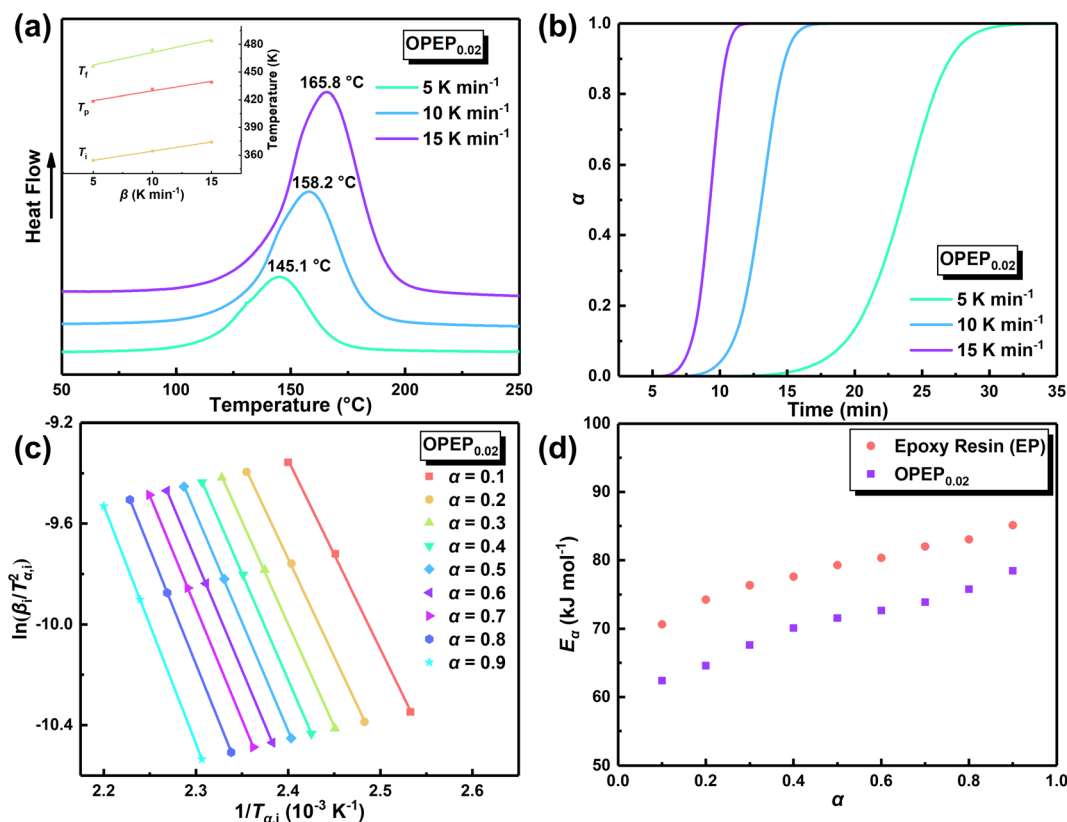 (a)
OPEP0.02
5 K min-1
10 K min-1
15 K min-1
165.8 °C
158.2 °C
145.1 °C
Tf
Tp
Ti
480
450
420
390
360
Temperature (K)
5 10 15
β (K min-1)
Heat Flow
50 100 150 200 250
Temperature (°C)
(b)
1.0
0.8
0.6
0.4
0.2
0.0
α
OPEP0.02
5 K min-1
10 K min-1
15 K min-1
5 10 15 20 25 30 35
Time (min)
(c)
-9.2
-9.6
-10.0
-10.4
ln(βi/T2α,i)
OPEP0.02
α = 0.1
α = 0.2
α = 0.3
α = 0.4
α = 0.5
α = 0.6
α = 0.7
α = 0.8
α = 0.9
2.2 2.3 2.4 2.5 2.6
1/Tα,i (10-3 K-1)
(d)
100
90
80
70
60
50
Eα (kJ mol-1)
Epoxy Resin (EP)
OPEP0.02
0.0 0.2 0.4 0.6 0.8 1.0
α